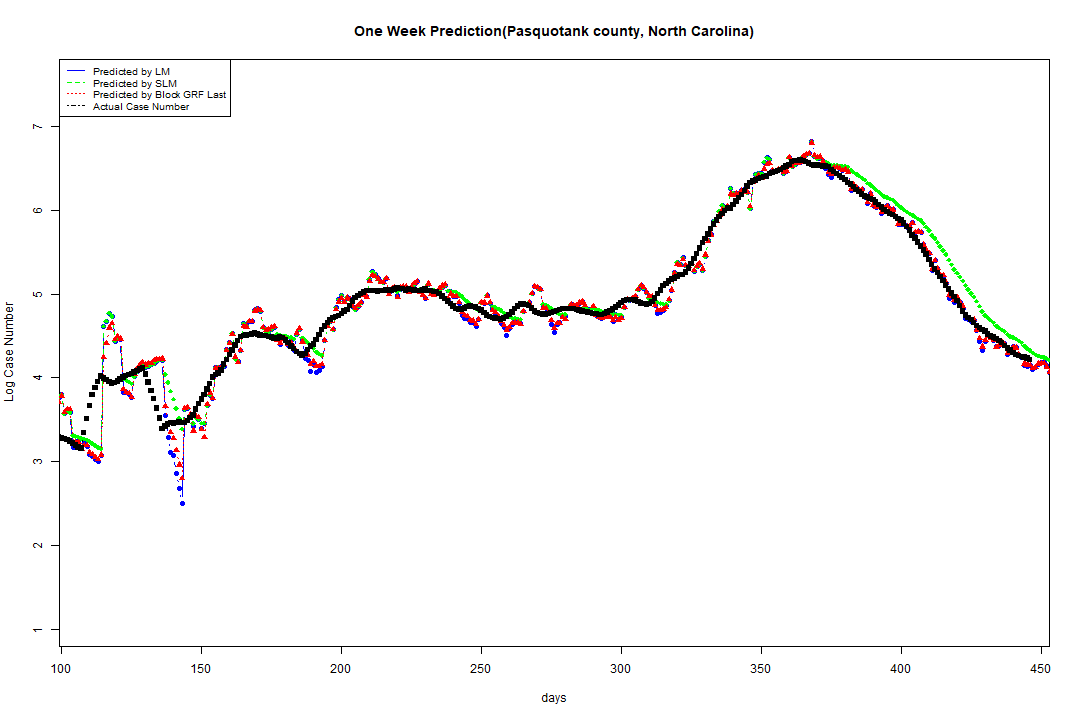 One Week Prediction(Pasquotank county, North Carolina)
Predicted by LM
Predicted by SLM
Predicted by Block GRF Last
Actual Case Number
7
6
5
4
3
2
1
Log Case Number
100 150 200 250 300 350 400 450
days